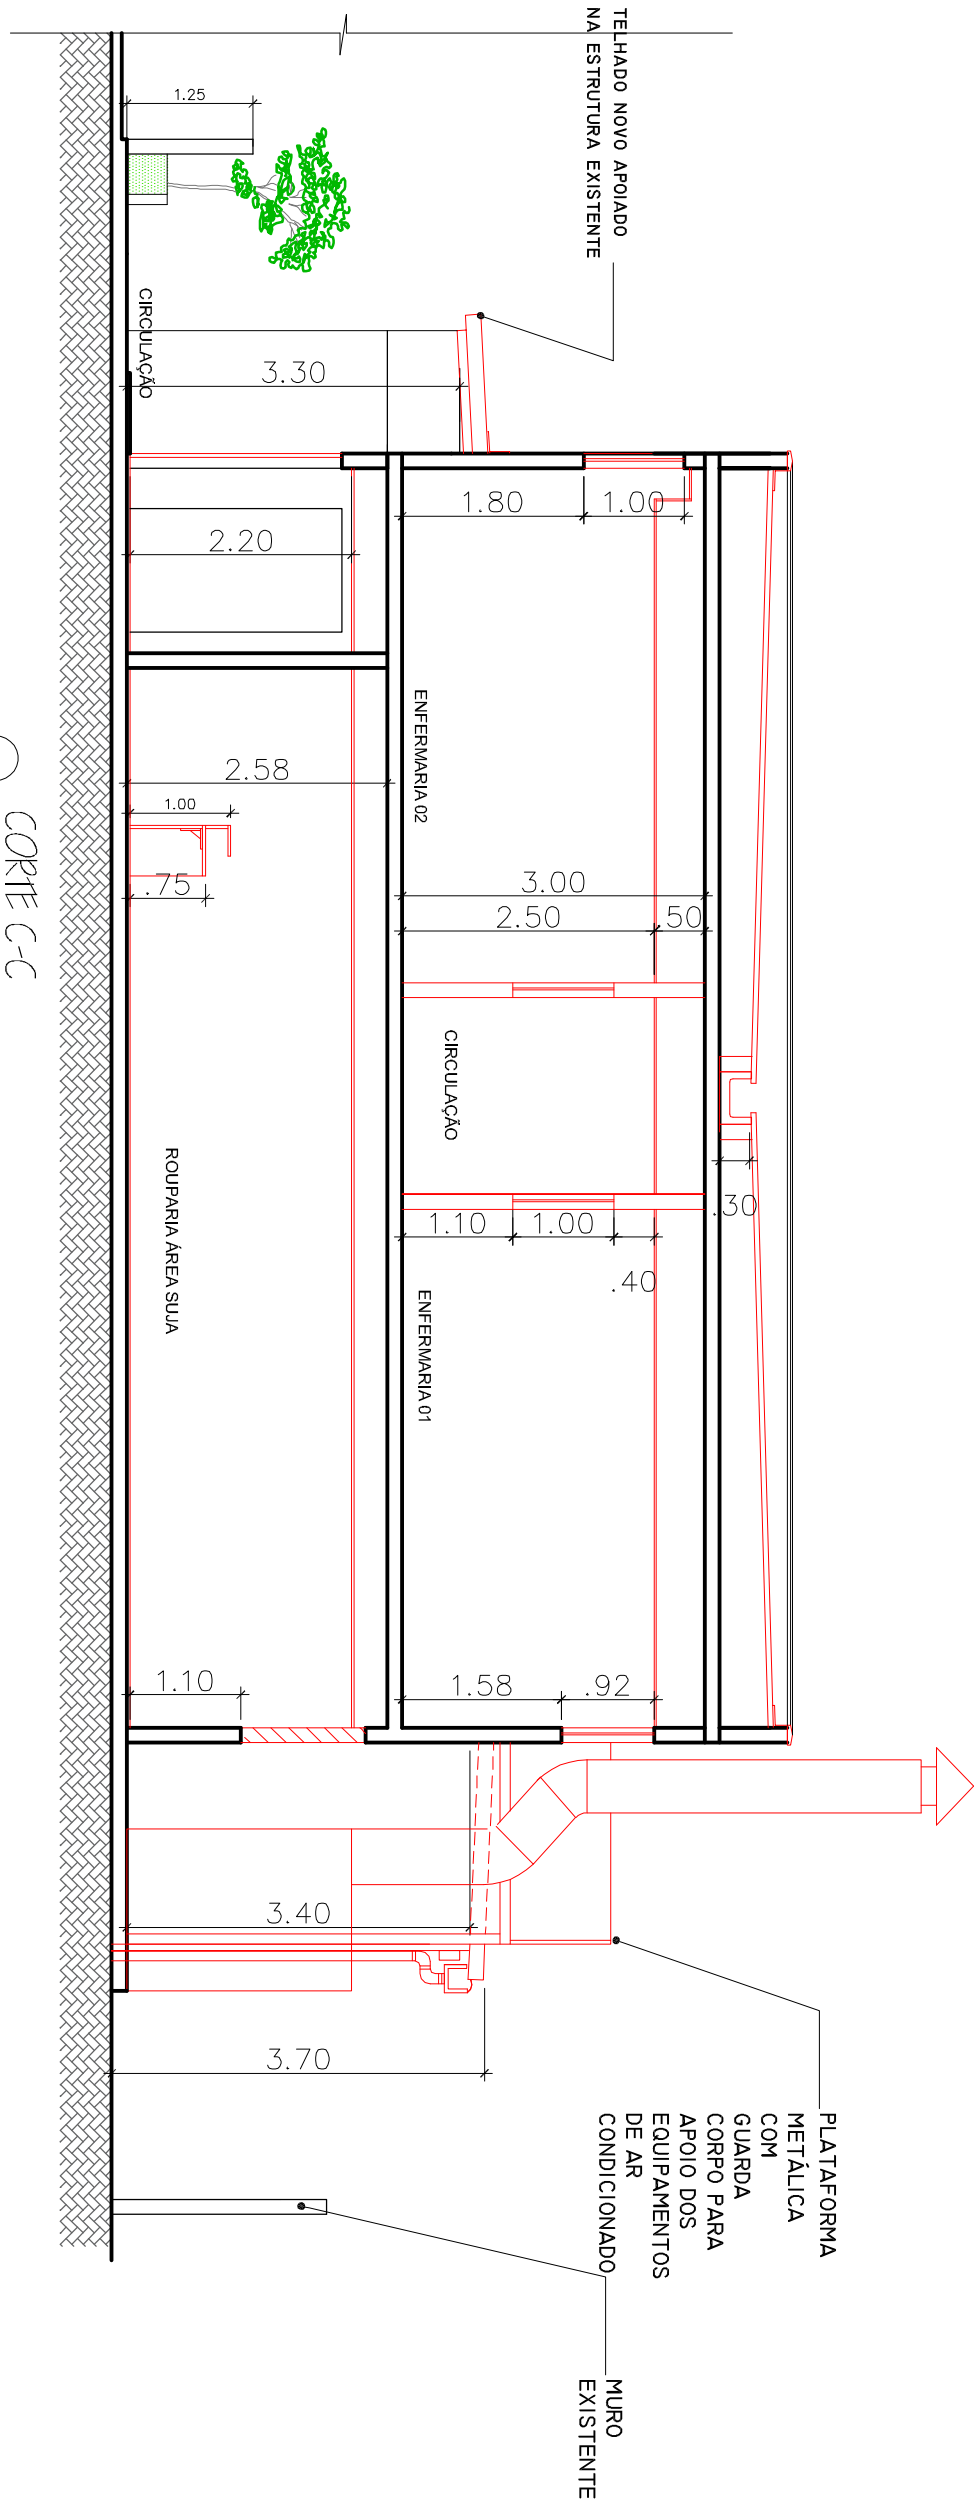 TELHADO NOVO APOIADO
NA ESTRUTURA EXISTENTE
1.25
CIRCULAÇÃO
3.30
1.80
1.00
2.20
ENFERMARIA 02
2.58
1.00
.75
3.00
2.50
.50
CIRCULAÇÃO
.30
ROUPARIA ÁREA SUJA
1.10
1.00
.40
ENFERMARIA 01
1.10
1.58
.92
3.40
3.70
PLATAFORMA
METÁLICA
COM
GUARDA
CORPO PARA
APOIO DOS
EQUIPAMENTOS
DE AR
CONDICIONADO
MURO
EXISTENTE
CORTE C-C